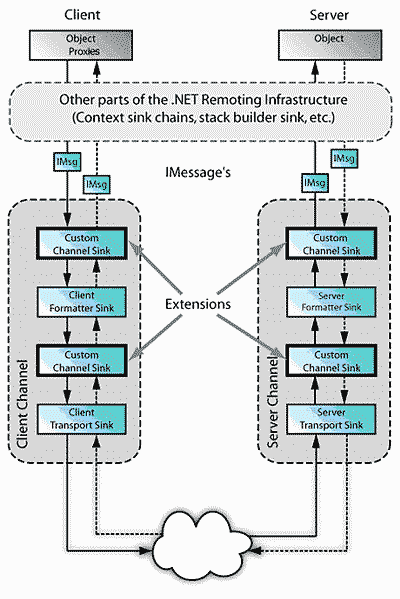 Client
Server
Object
Proxies
Object
Other parts of the .NET Remoting Infrastructure
(Context sink chains, stack builder sink, etc.)
IMsg
IMsg
IMessage's
IMsg
IMsg
Custom
Channel Sink
Custom
Channel Sink
Client
Formatter Sink
Extensions
Server
Formatter Sink
Custom
Channel Sink
Custom
Channel Sink
Client
Transport Sink
Server
Transport Sink
Client Channel
Server Channel